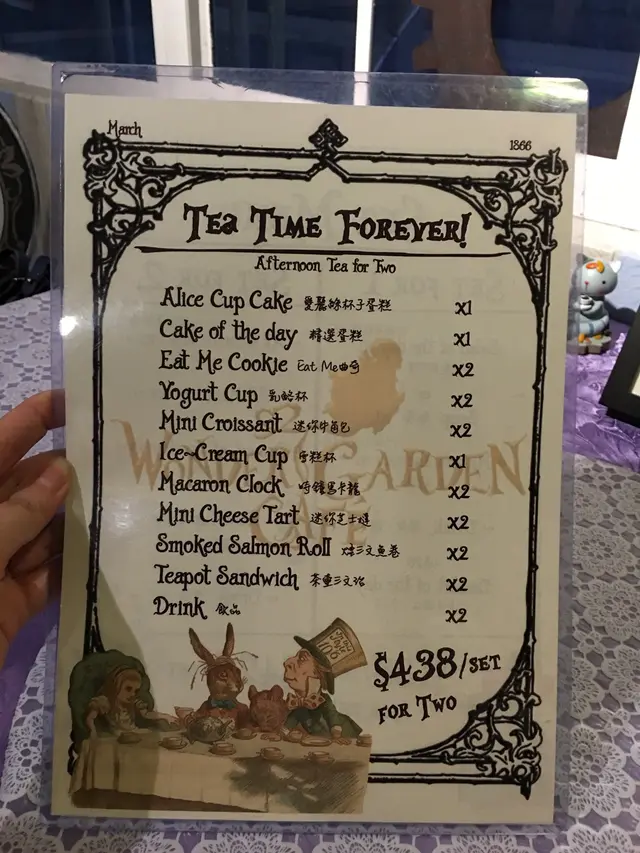 March
1866
Tea Time Forever!
Afternoon Tea for Two
Alice Cup Cake 愛麗絲杯子蛋糕 x1
Cake of the day 精選蛋糕 x1
Eat Me Cookie Eat Me曲奇 x2
Yogurt Cup 乳酪杯 x2
Mini Croissant 迷你牛角包 x2
Ice-Cream Cup 雪糕杯 x1
Macaron Clock 時鐘馬卡龍 x2
Mini Cheese Tart 迷你芝士撻 x2
Smoked Salmon Roll 煙三文魚卷 x2
Teapot Sandwich 茶壷三文治 x2
Drink 飲品 x2
Wonder Garden
Cafe
$438/set
for Two